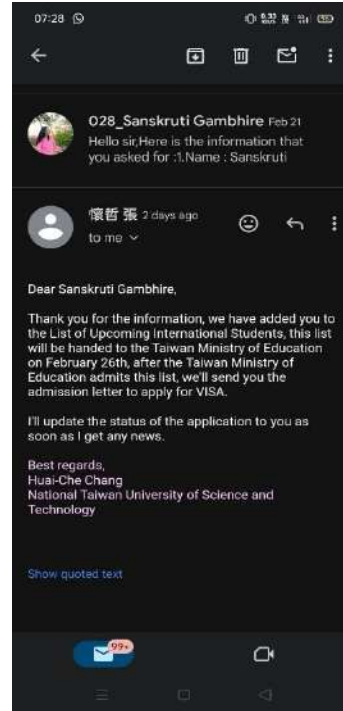 07:28
028_Sanskruti Gambhire Feb 21
Hello sir,Here is the information that
you asked for :1.Name : Sanskruti
懷哲 張 2 days ago
to me
Dear Sanskruti Gambhire,
Thank you for the information, we have added you to
the List of Upcoming International Students, this list
will be handed to the Taiwan Ministry of Education
on February 26th, after the Taiwan Ministry of
Education admits this list, we'll send you the
admission letter to apply for VISA.
I'll update the status of the application to you as
soon as I get any news.
Best regards,
Huai-Che Chang
National Taiwan University of Science and
Technology
Show quoted text
99+